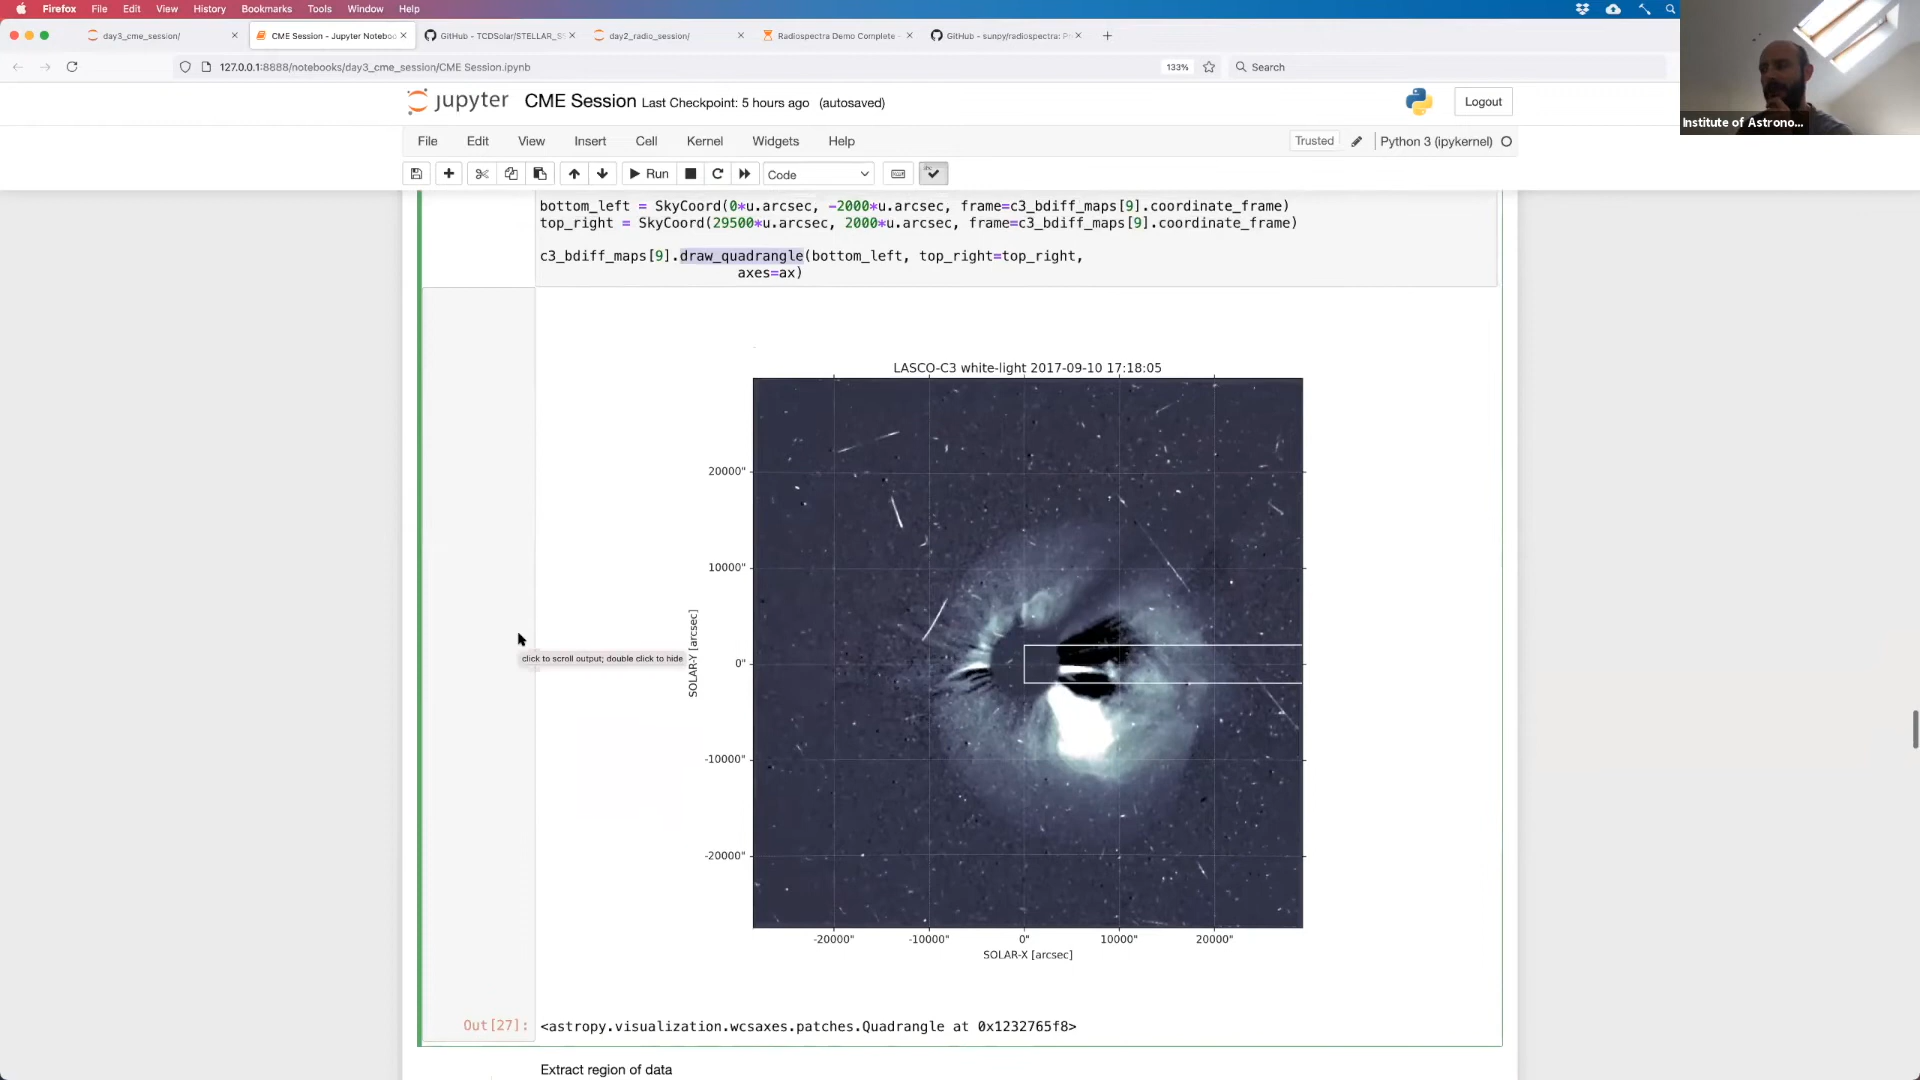 Firefox File Edit View History Bookmarks Tools Window Help
day3_cme_session/ CME Session - Jupyter Noteboo GitHub - TCDSolar/STELLAR_S day2_radio_session/ Radiospectra Demo Complete - GitHub - sunpy/radiospectra: P
127.0.0.1:8888/notebooks/day3_cme_session/CME Session.ipynb 133% Search
jupyter CME Session Last Checkpoint: 5 hours ago (autosaved) Logout
Institute of Astrono...
File Edit View Insert Cell Kernel Widgets Help Trusted Python 3 (ipykernel)
Run Code
bottom_left = SkyCoord(0*u.arcsec, -2000*u.arcsec, frame=c3_bdiff_maps[9].coordinate_frame)
top_right = SkyCoord(29500*u.arcsec, 2000*u.arcsec, frame=c3_bdiff_maps[9].coordinate_frame)
c3_bdiff_maps[9].draw_quadrangle(bottom_left, top_right=top_right,
axes=ax)
LASCO-C3 white-light 2017-09-10 17:18:05
20000"
10000"
0"
-10000"
-20000"
SOLAR-Y [arcsec]
click to scroll output; double click to hide
-20000" -10000" 0" 10000" 20000"
SOLAR-X [arcsec]
Out[27]: <astropy.visualization.wcsaxes.patches.Quadrangle at 0x1232765f8>
Extract region of data